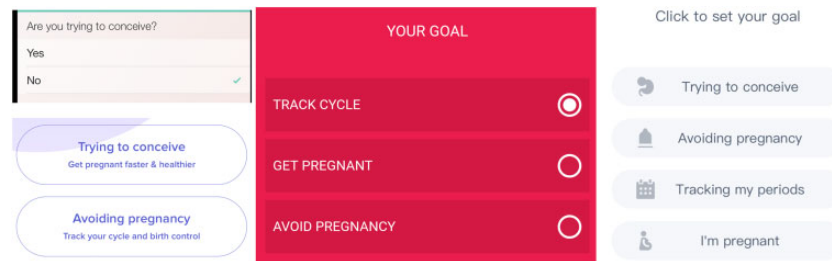 Are you trying to conceive?
Yes
No
Trying to conceive
Get pregnant faster & healthier
Avoiding pregnancy
Track your cycle and birth control
YOUR GOAL
TRACK CYCLE
GET PREGNANT
AVOID PREGNANCY
Click to set your goal
Trying to conceive
Avoiding pregnancy
Tracking my periods
I'm pregnant